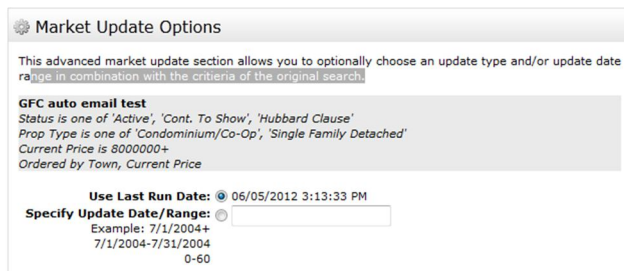 Market Update Options
This advanced market update section allows you to optionally choose an update type and/or update date
range in combination with the critieria of the original search.
GFC auto email test
Status is one of 'Active', 'Cont. To Show', 'Hubbard Clause'
Prop Type is one of 'Condominium/Co-Op', 'Single Family Detached'
Current Price is 8000000+
Ordered by Town, Current Price
Use Last Run Date: 06/05/2012 3:13:33 PM
Specify Update Date/Range:
Example: 7/1/2004+
7/1/2004-7/31/2004
0-60